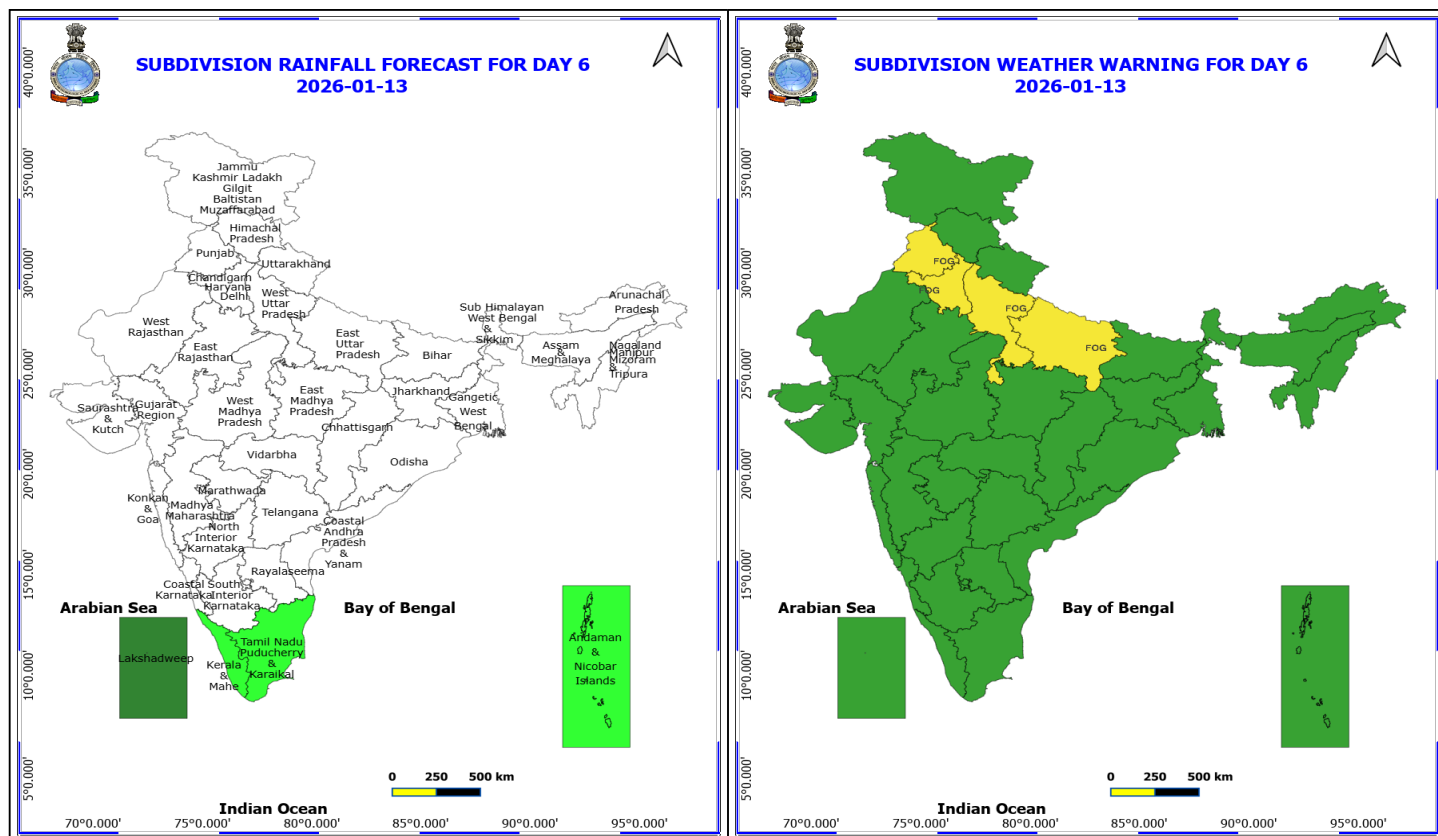 SUBDIVISION RAINFALL FORECAST FOR DAY 6
2026-01-13
40°0.000'
35°0.000'
30°0.000'
25°0.000'
20°0.000'
15°0.000'
10°0.000'
5°0.000'
Jammu
Kashmir Ladakh
Gilgit
Baltistan
Muzaffarabad
Himachal
Pradesh
Punjab
Uttarakhand
Chandigarh
Haryana
Delhi
West
Uttar
Pradesh
West
Rajasthan
East
Rajasthan
East
Uttar
Pradesh
Bihar
Sub Himalayan
West Bengal
&
Sikkim
Arunachal
Pradesh
Assam
&
Meghalaya
Nagaland
Manipur
Mizoram
&
Tripura
Saurashtra
&
Kutch
Gujarat
Region
West
Madhya
Pradesh
East
Madhya
Pradesh
Jharkhand
Gangetic
West
Bengal
Chhattisgarh
Vidarbha
Odisha
Konkan
&
Goa
Madhya
Maharashtra
Marathwada
Telangana
North
Interior
Karnataka
Coastal
Andhra
Pradesh
&
Yanam
Rayalaseema
Coastal
Karnataka
South
Interior
Karnataka
Arabian Sea
Bay of Bengal
Lakshadweep
Kerala
&
Mahe
Tamil Nadu
Puducherry
&
Karaikal
Andaman
&
Nicobar
Islands
0 250 500 km
Indian Ocean
70°0.000' 75°0.000' 80°0.000' 85°0.000' 90°0.000' 95°0.000'
SUBDIVISION WEATHER WARNING FOR DAY 6
2026-01-13
40°0.000'
35°0.000'
30°0.000'
25°0.000'
20°0.000'
15°0.000'
10°0.000'
5°0.000'
FOG
FOG
FOG
FOG
Arabian Sea
Bay of Bengal
0 250 500 km
Indian Ocean
70°0.000' 75°0.000' 80°0.000' 85°0.000' 90°0.000' 95°0.000'